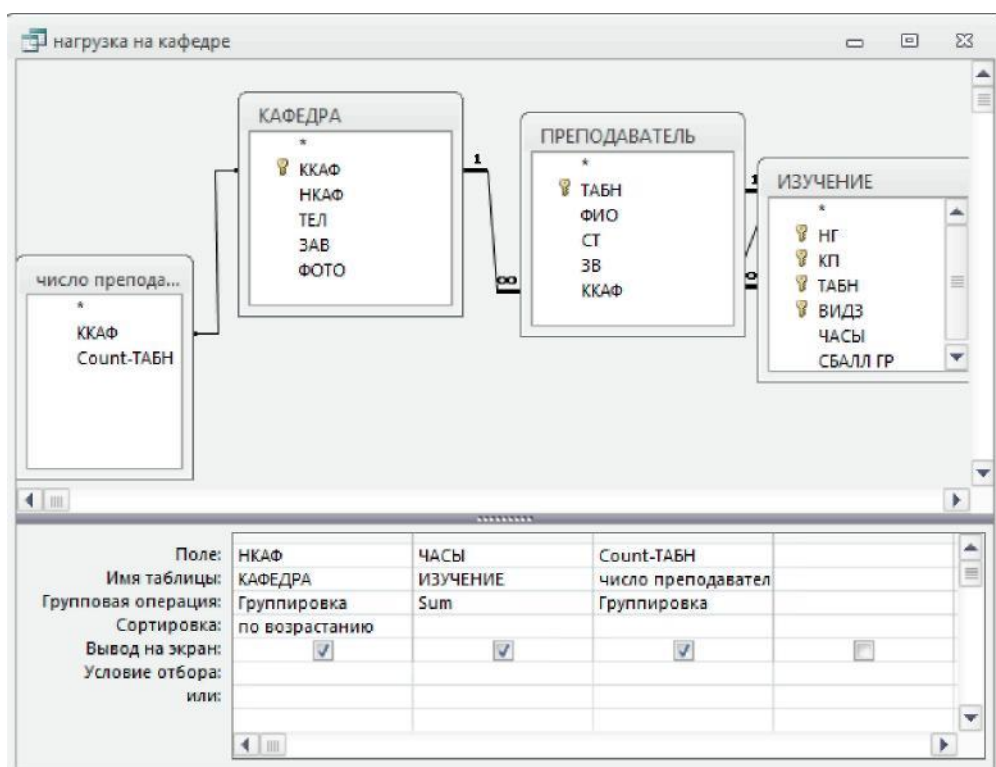 нагрузка на кафедре
КАФЕДРА
*
ККАФ
НКАФ
ТЕЛ
ЗАВ
ФОТО
1
∞
ПРЕПОДАВАТЕЛЬ
*
ТАБН
ФИО
СТ
ЗВ
ККАФ
1
ИЗУЧЕНИЕ
*
НГ
КП
ТАБН
ВИДЗ
ЧАСЫ
СБАЛЛ ГР
число препода...
*
ККАФ
Count-ТАБН
Поле: НКАФ ЧАСЫ Count-ТАБН
Имя таблицы: КАФЕДРА ИЗУЧЕНИЕ число преподавател
Групповая операция: Группировка Sum Группировка
Сортировка: по возрастанию
Вывод на экран:
Условие отбора:
или: